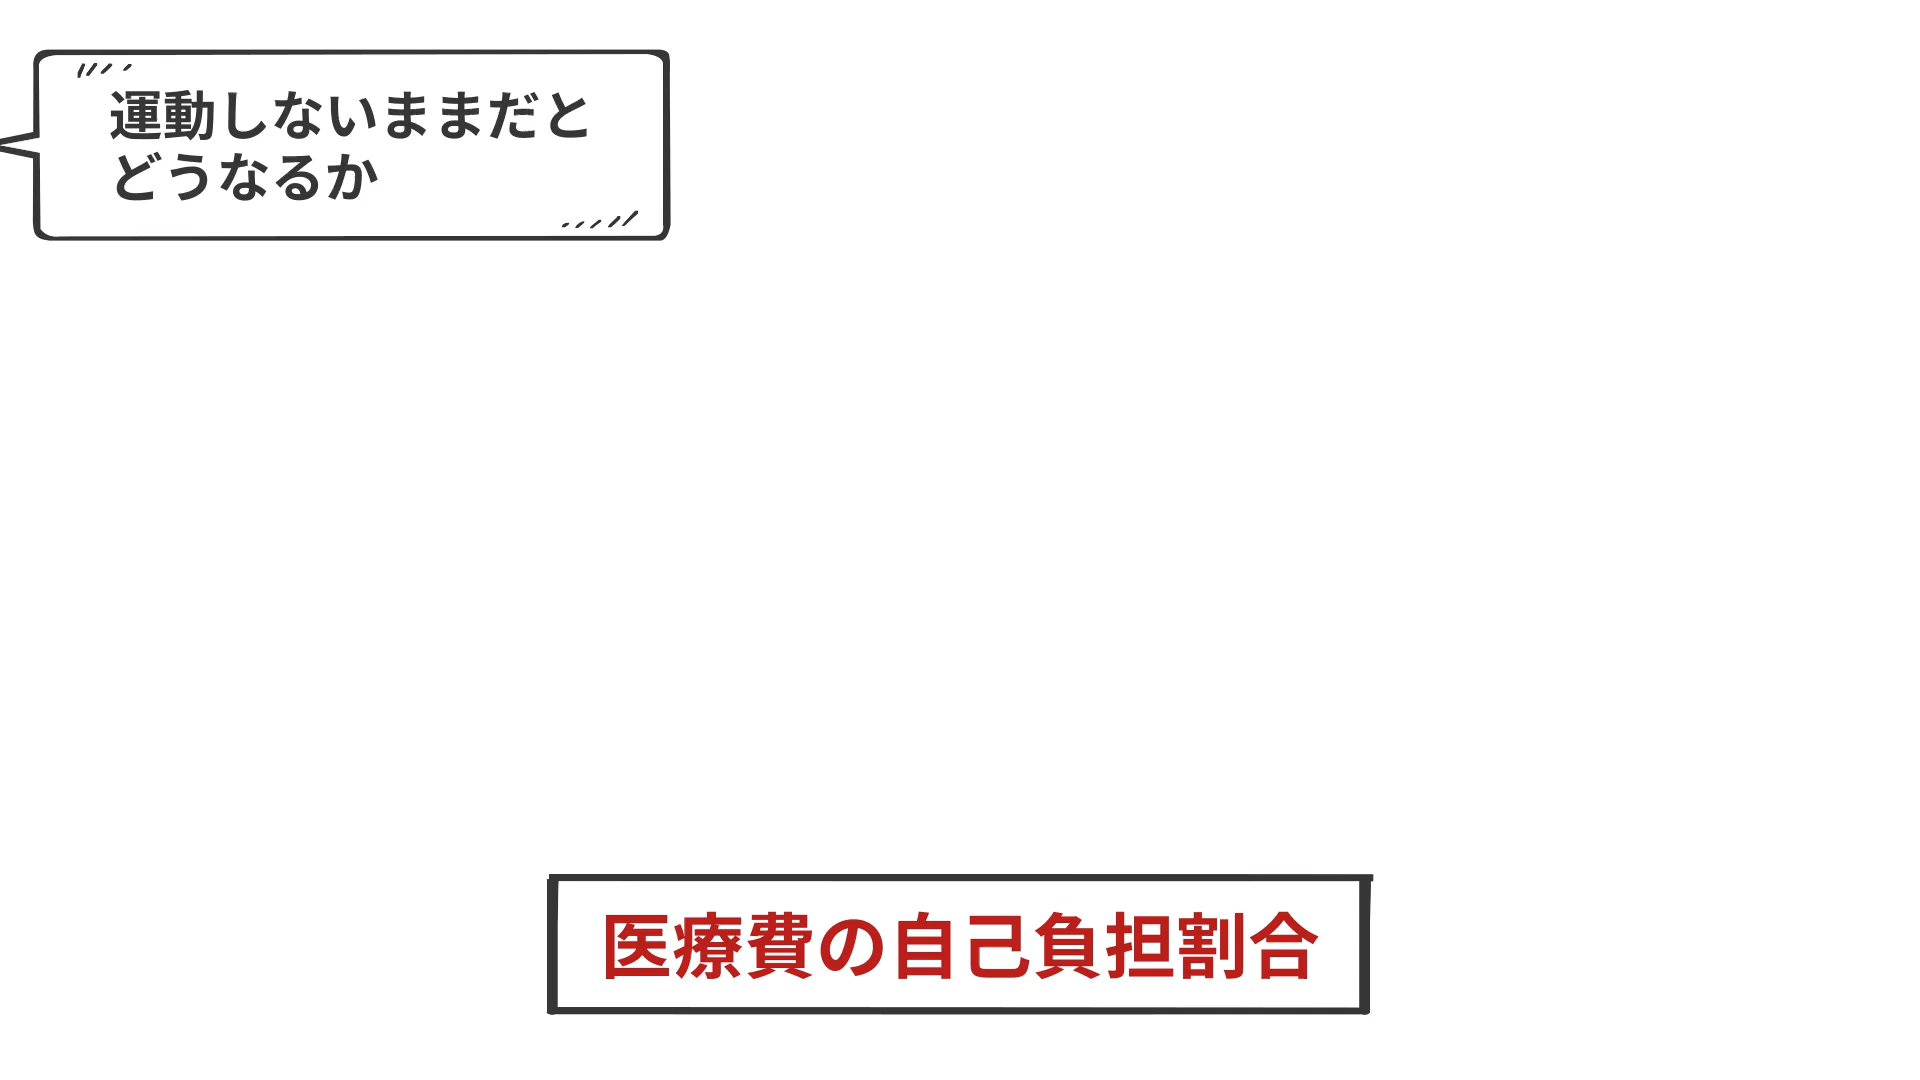 運動しないままだと
どうなるか
医療費の自己負担割合